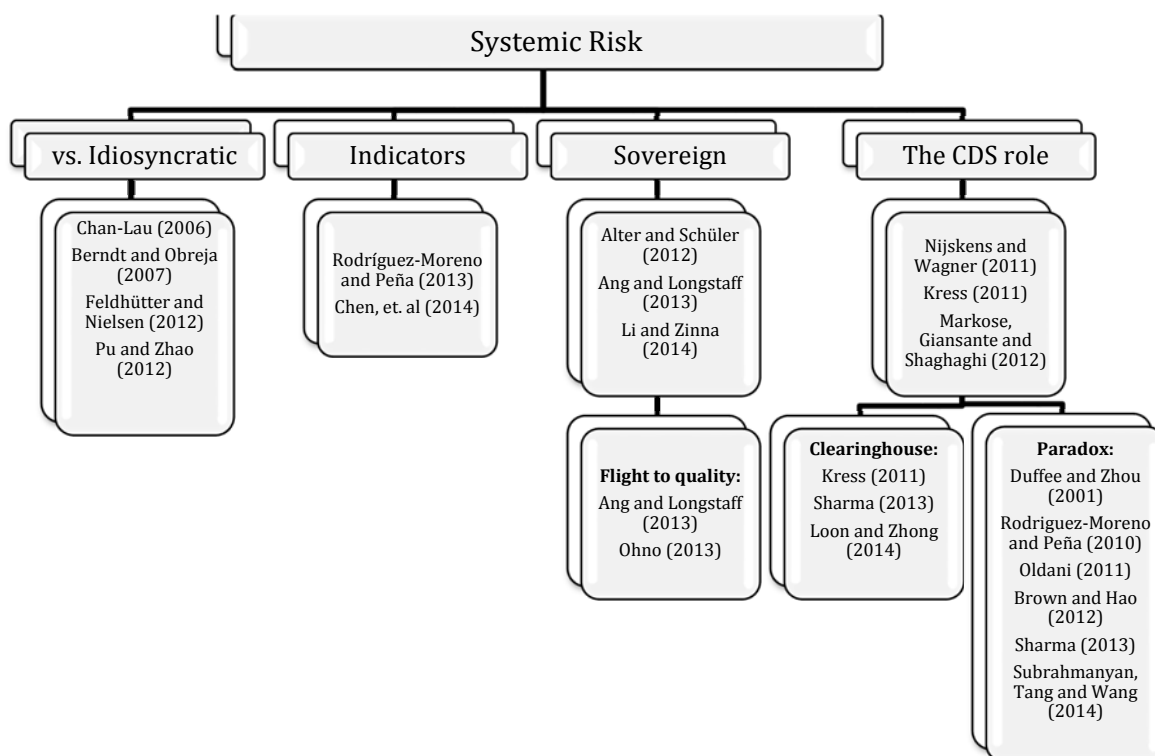 Systemic Risk
vs. Idiosyncratic
Indicators
Sovereign
The CDS role
Chan-Lau (2006)
Berndt and Obreja
(2007)
Feldhütter and
Nielsen (2012)
Pu and Zhao
(2012)
Rodríguez-Moreno
and Peña (2013)
Chen, et. al (2014)
Alter and Schüler
(2012)
Ang and Longstaff
(2013)
Li and Zinna
(2014)
Nijskens and
Wagner (2011)
Kress (2011)
Markose,
Giansante and
Shaghaghi (2012)
Flight to quality:
Ang and Longstaff
(2013)
Ohno (2013)
Clearinghouse:
Kress (2011)
Sharma (2013)
Loon and Zhong
(2014)
Paradox:
Duffee and Zhou
(2001)
Rodriguez-Moreno
and Peña (2010)
Oldani (2011)
Brown and Hao
(2012)
Sharma (2013)
Subrahmanyan,
Tang and Wang
(2014)